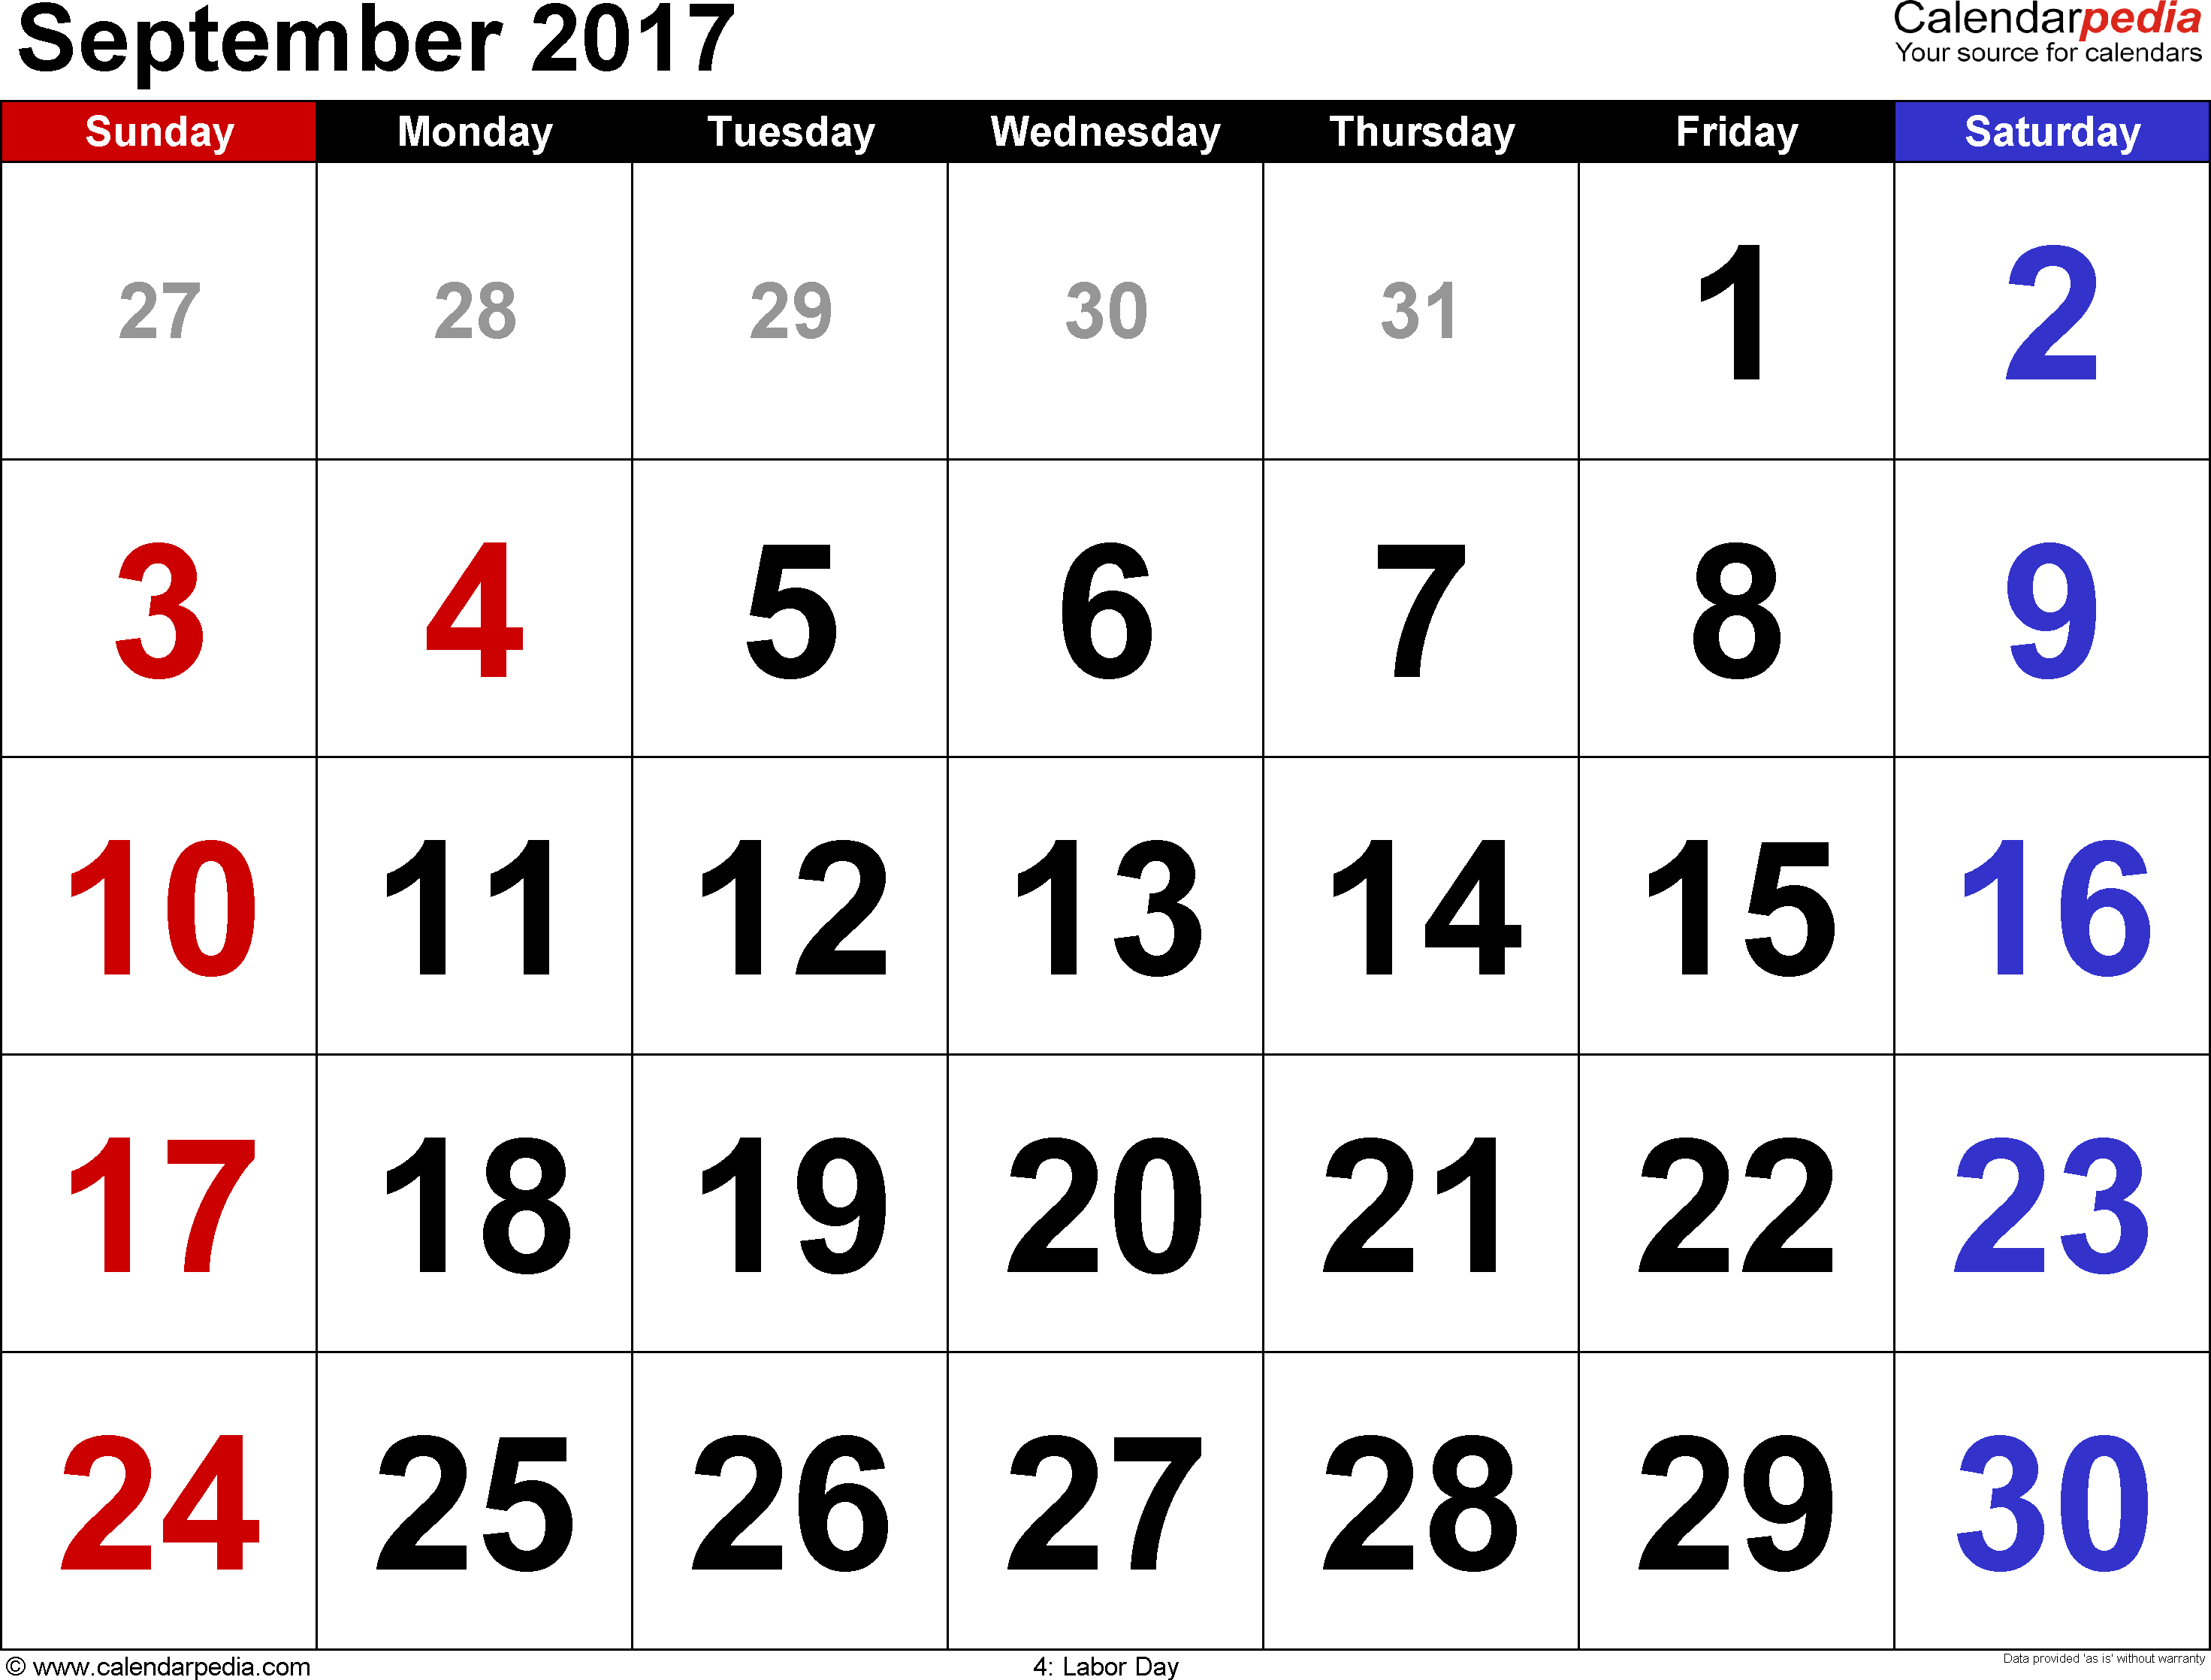 September 2017
Calendarpedia
Your source for calendars
Sunday Monday Tuesday Wednesday Thursday Friday Saturday
27 28 29 30 31 1 2
3 4 5 6 7 8 9
10 11 12 13 14 15 16
17 18 19 20 21 22 23
24 25 26 27 28 29 30
© www.calendarpedia.com 4: Labor Day Data provided 'as is' without warranty